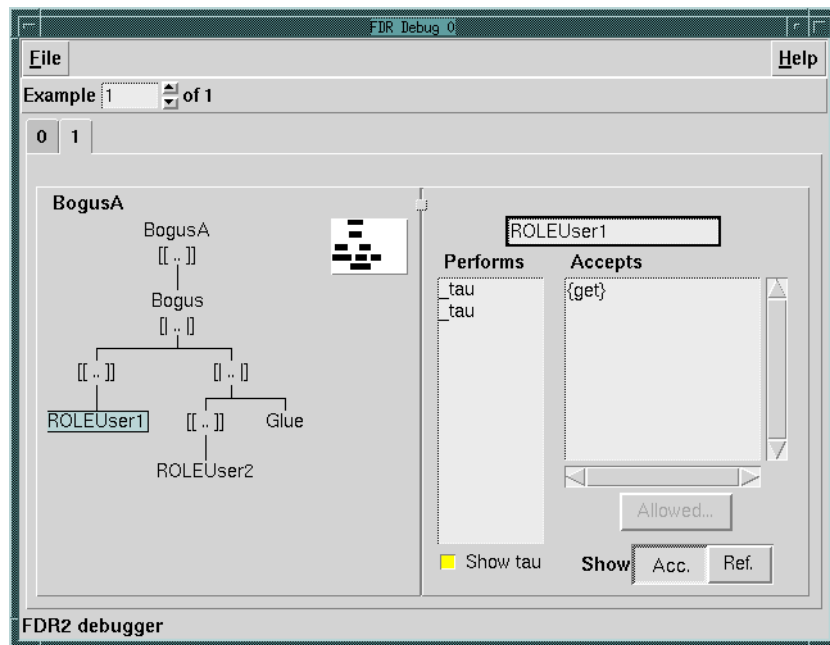 FDR Debug 0
File Help
Example 1 of 1
0 1
BogusA
BogusA
[[ .. ]]
Bogus
[| .. |]
[[ .. ]] [| .. |]
ROLEUser1 [[ .. ]] Glue
ROLEUser2
ROLEUser1
Performs Accepts
_tau {get}
_tau
Allowed...
Show tau Show Acc. Ref.
FDR2 debugger